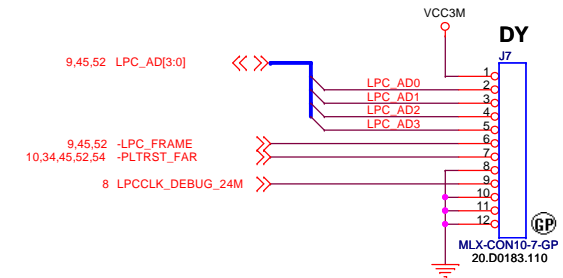 VCC3M
DY
J7
9,45,52 LPC_AD[3:0]
1
LPC_AD0 2
LPC_AD1 3
LPC_AD2 4
LPC_AD3 5
9,45,52 -LPC_FRAME 6
10,34,45,52,54 -PLTRST_FAR 7
8
8 LPCCLK_DEBUG_24M 9
10
11
12
GP
MLX-CON10-7-GP
20.D0183.110